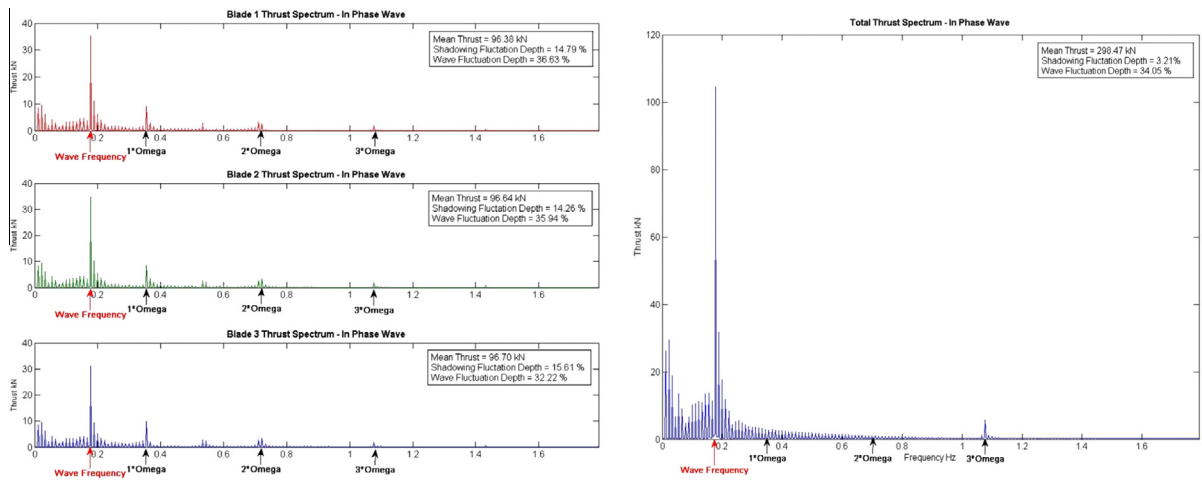 Blade 1 Thrust Spectrum - In Phase Wave
Mean Thrust = 96.38 kN
Shadowing Fluctation Depth = 14.79 %
Wave Fluctuation Depth = 36.63 %
Thrust kN
40
30
20
10
0
0 0.2 0.4 0.6 0.8 1 1.2 1.4 1.6
Wave Frequency 1*Omega 2*Omega 3*Omega
Blade 2 Thrust Spectrum - In Phase Wave
Mean Thrust = 96.64 kN
Shadowing Fluctation Depth = 14.26 %
Wave Fluctuation Depth = 35.94 %
Thrust kN
40
30
20
10
0
0 0.2 0.4 0.6 0.8 1 1.2 1.4 1.6
Wave Frequency 1*Omega 2*Omega 3*Omega
Blade 3 Thrust Spectrum - In Phase Wave
Mean Thrust = 96.70 kN
Shadowing Fluctation Depth = 15.61 %
Wave Fluctuation Depth = 32.22 %
Thrust kN
40
30
20
10
0
0 0.2 0.4 0.6 0.8 1 1.2 1.4 1.6
Wave Frequency 1*Omega 2*Omega 3*Omega
Total Thrust Spectrum - In Phase Wave
Mean Thrust = 298.47 kN
Shadowing Fluctation Depth = 3.21%
Wave Fluctuation Depth = 34.05 %
Thrust kN
120
100
80
60
40
20
0
0 0.2 0.4 0.6 0.8 1 1.2 1.4 1.6
Wave Frequency 1*Omega 2*Omega Frequency Hz 3*Omega